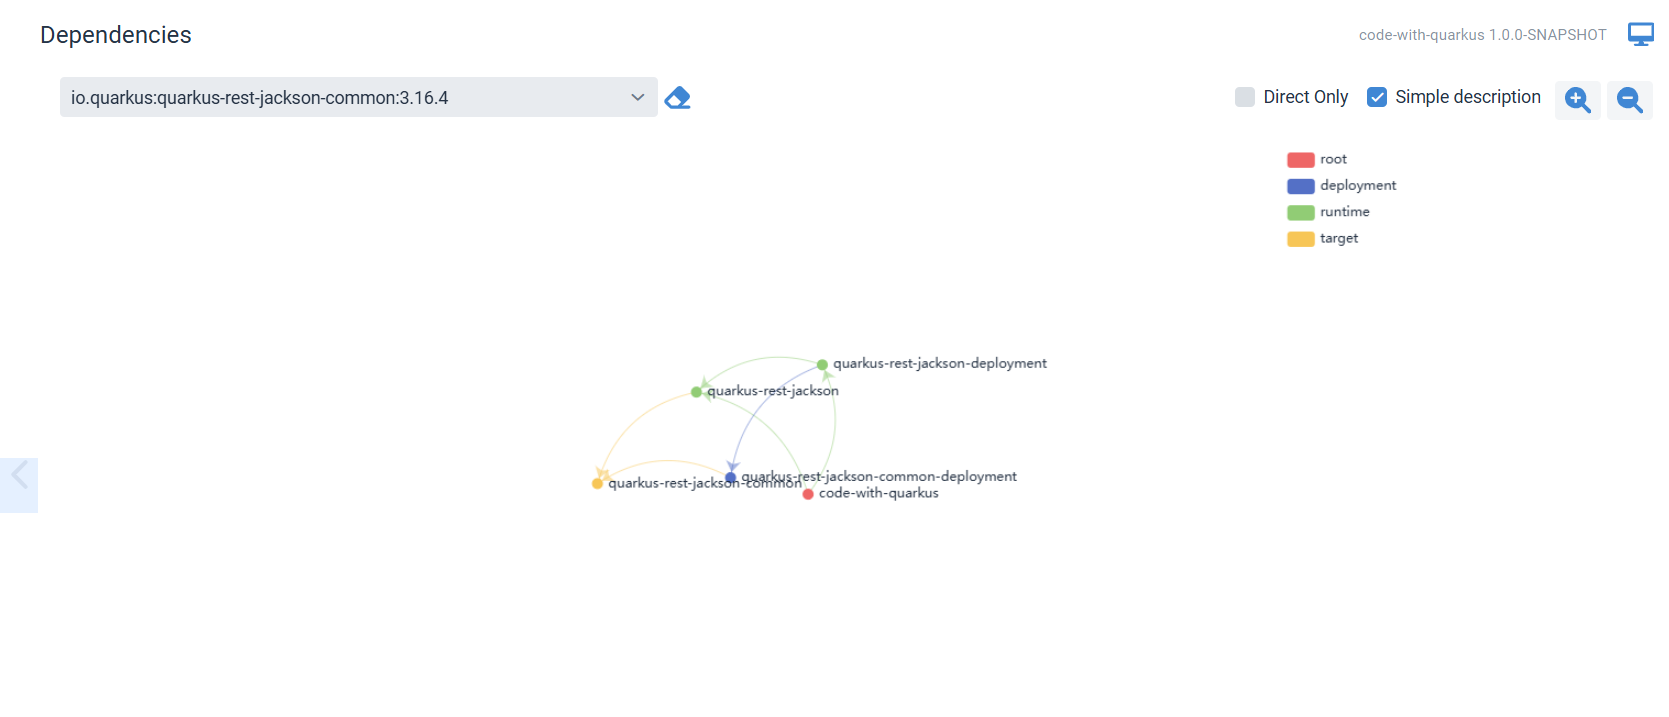 Dependencies
code-with-quarkus 1.0.0-SNAPSHOT
io.quarkus:quarkus-rest-jackson-common:3.16.4
Direct Only
Simple description
root
deployment
runtime
target
quarkus-rest-jackson-deployment
quarkus-rest-jackson
quarkus-rest-jackson-common-deployment
quarkus-rest-jackson-common
code-with-quarkus